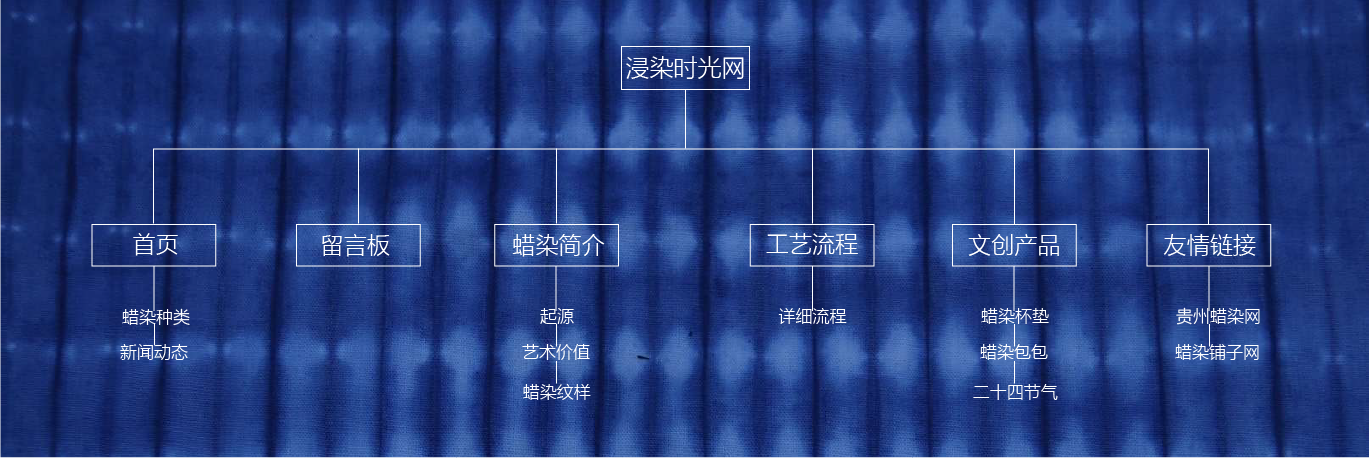 浸染时光网
首页
留言板
蜡染简介
工艺流程
文创产品
友情链接
蜡染种类
起源
详细流程
蜡染杯垫
贵州蜡染网
新闻动态
艺术价值
蜡染包包
蜡染铺子网
蜡染纹样
二十四节气